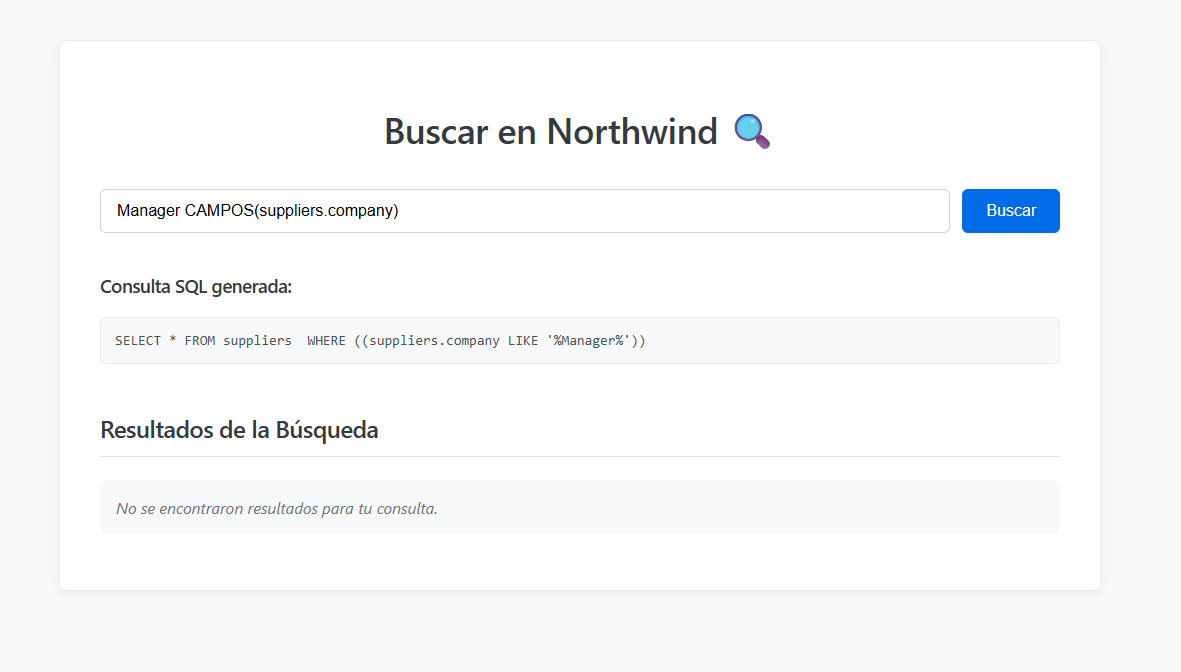 Buscar en Northwind
Manager CAMPOS(suppliers.company)
Buscar
Consulta SQL generada:
SELECT * FROM suppliers  WHERE ((suppliers.company LIKE '%Manager%'))
Resultados de la Búsqueda
No se encontraron resultados para tu consulta.